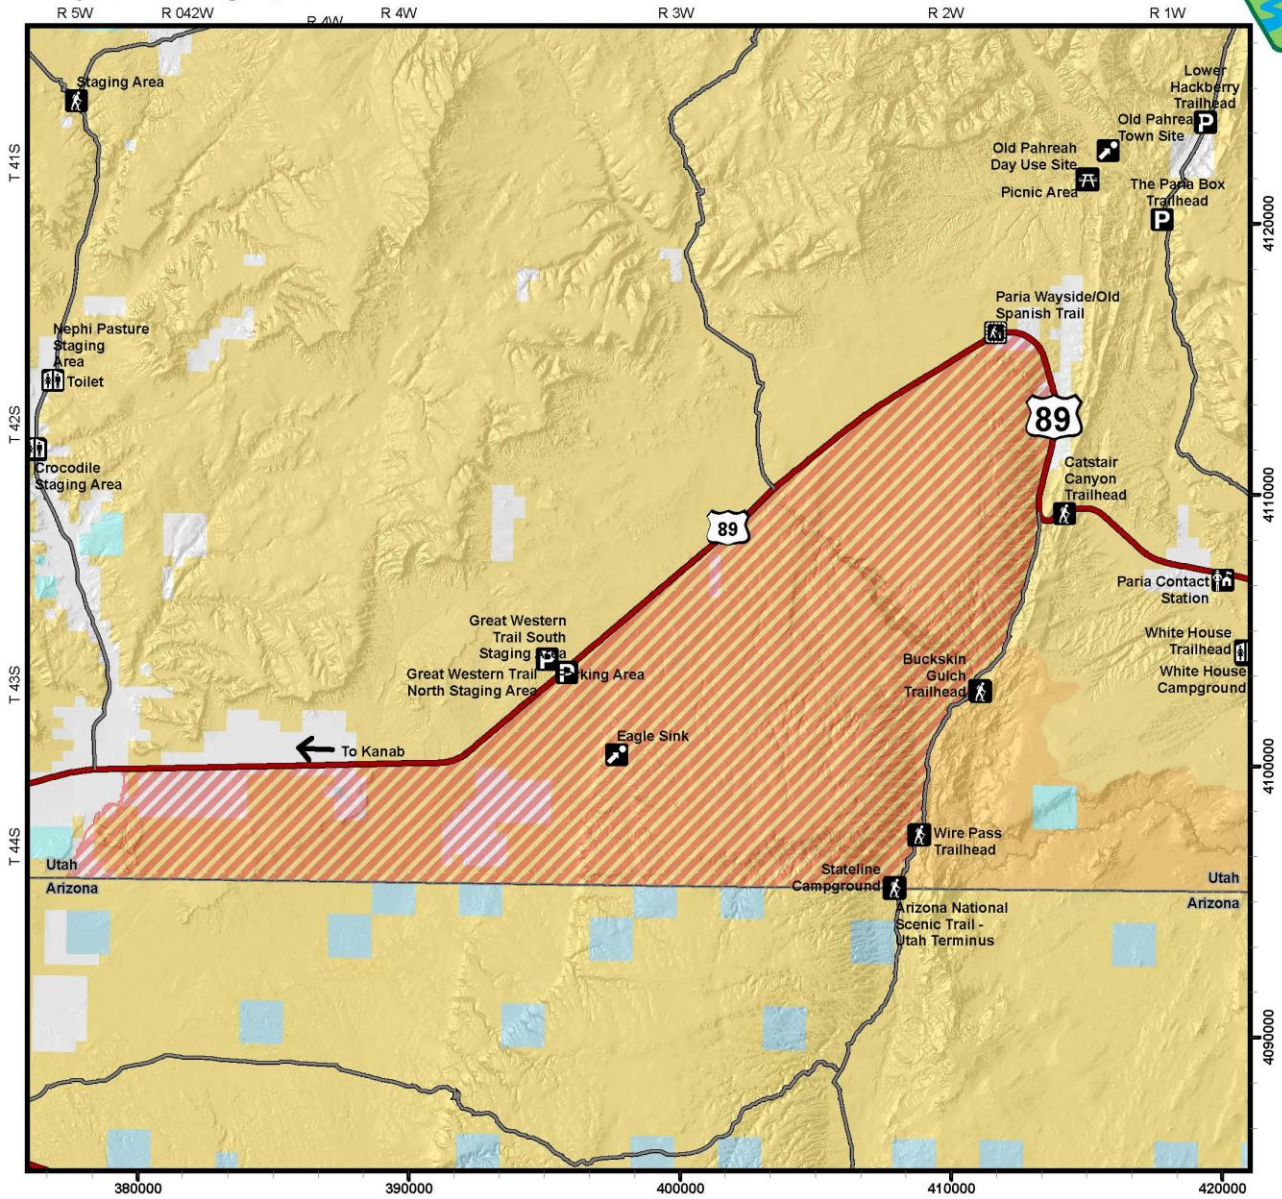 R 5W
R 042W
R 4W
R 4W
R 3W
R 2W
R 1W
T 41S
T 42S
T 43S
T 44S
Staging Area
Lower
Hackberry
Trailhead
Old Pahreah
Town Site
Old Pahreah
Day Use Site
Picnic Area
The Paria Box
Trailhead
4120000
Paria Wayside/Old
Spanish Trail
Nephi Pasture
Staging
Area
Toilet
89
Crocodile
Staging Area
Catstair
Canyon
Trailhead
4110000
89
Paria Contact
Station
Great Western
Trail South
Staging Area
Great Western Trail
North Staging Area
Parking Area
White House
Trailhead
White House
Campground
Buckskin
Gulch
Trailhead
Eagle Sink
To Kanab
4100000
Wire Pass
Trailhead
Stateline
Campground
Utah
Arizona
Utah
Arizona
Arizona National
Scenic Trail -
Utah Terminus
4090000
380000
390000
400000
410000
420000